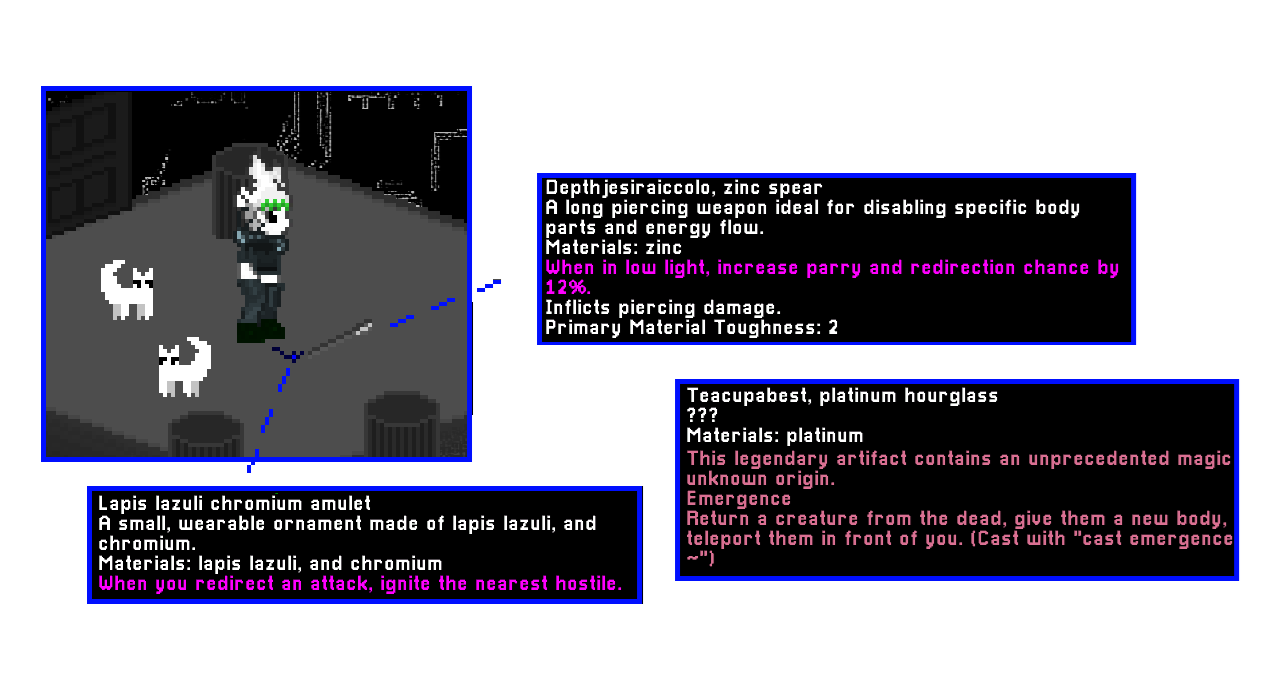 Depthjesiraiccolo, zinc spear
A long piercing weapon ideal for disabling specific body
parts and energy flow.
Materials: zinc
When in low light, increase parry and redirection chance by
12%.
Inflicts piercing damage.
Primary Material Toughness: 2
Teacupabest, platinum hourglass
???
Materials: platinum
This legendary artifact contains an unprecedented magic
unknown origin.
Emergence
Return a creature from the dead, give them a new body,
teleport them in front of you. (Cast with "cast emergence
~")
Lapis lazuli chromium amulet
A small, wearable ornament made of lapis lazuli, and
chromium.
Materials: lapis lazuli, and chromium
When you redirect an attack, ignite the nearest hostile.